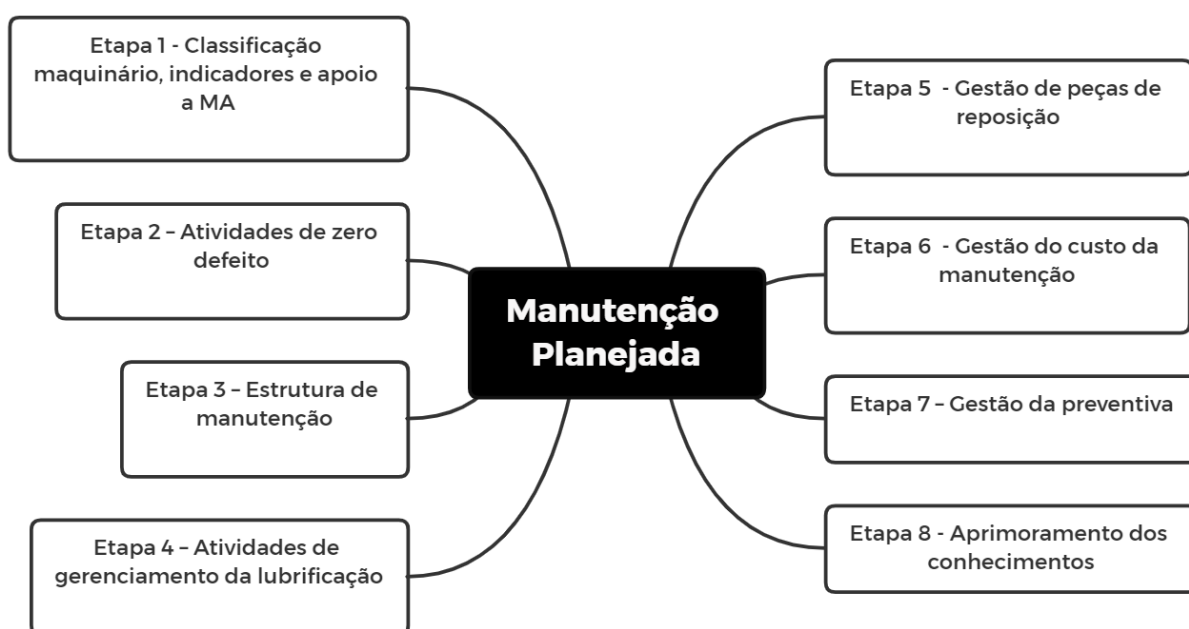 Etapa 1 - Classificação
maquinário, indicadores e apoio
a MA
Etapa 2 – Atividades de zero
defeito
Etapa 3 – Estrutura de
manutenção
Etapa 4 – Atividades de
gerenciamento da lubrificação
Manutenção
Planejada
Etapa 5 - Gestão de peças de
reposição
Etapa 6 - Gestão do custo da
manutenção
Etapa 7 – Gestão da preventiva
Etapa 8 - Aprimoramento dos
conhecimentos